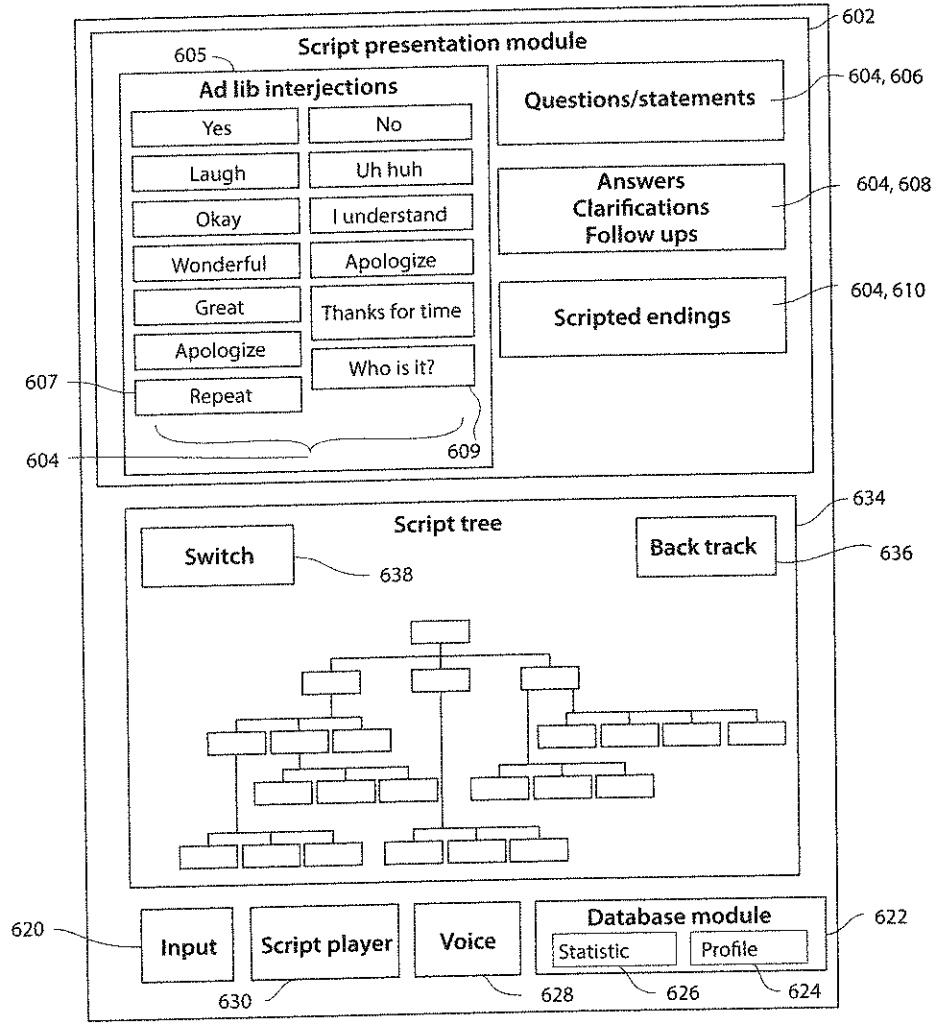 602
Script presentation module
605
Ad lib interjections
Yes
No
Laugh
Uh huh
Okay
I understand
Wonderful
Apologize
Great
Thanks for time
Apologize
Who is it?
Repeat
607
604
609
Questions/statements
604, 606
Answers
Clarifications
Follow ups
604, 608
Scripted endings
604, 610
634
Script tree
Switch
638
Back track
636
620
Input
Script player
630
Voice
628
Database module
622
Statistic
Profile
626
624